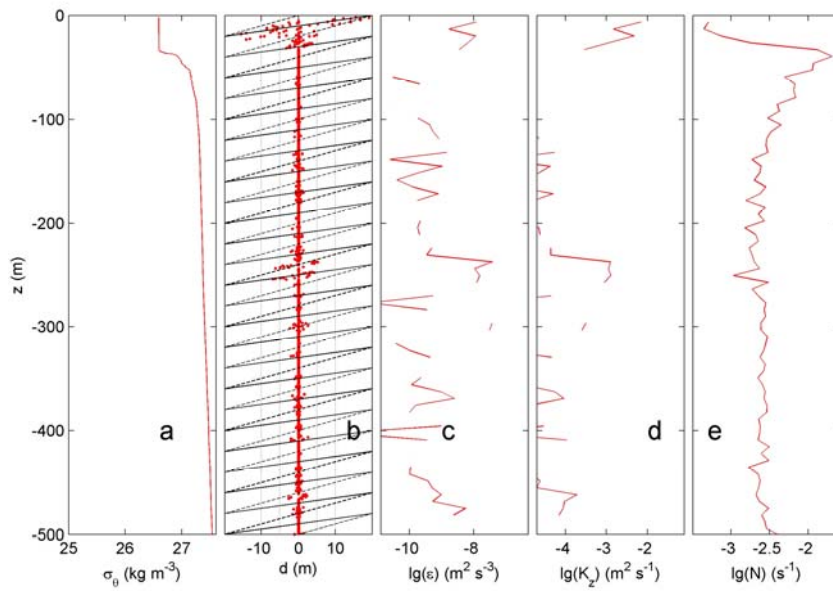 0
-100
-200
-300
-400
-500
z (m)
a
b
c
d
e
25 26 27
-10 0 10
-10 -8
-4 -3 -2
-3 -2.5 -2
σθ (kg m-3)
d (m)
lg(ε) (m2 s-3)
lg(Kz) (m2 s-1)
lg(N) (s-1)